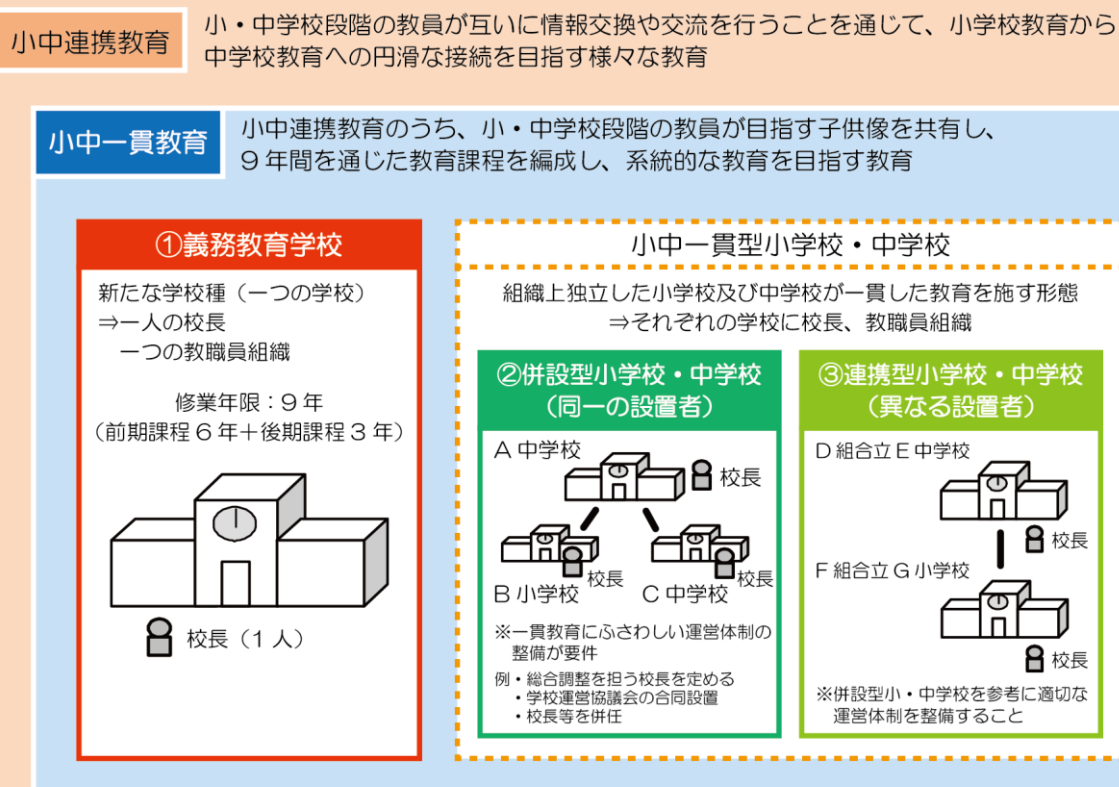 小中連携教育
小・中学校段階の教員が互いに情報交換や交流を行うことを通じて、小学校教育から
中学校教育への円滑な接続を目指す様々な教育
小中一貫教育
小中連携教育のうち、小・中学校段階の教員が目指す子供像を共有し、
9年間を通じた教育課程を編成し、系統的な教育を目指す教育
①義務教育学校
新たな学校種（一つの学校）
⇒一人の校長
一つの教職員組織
修業年限：9年
（前期課程6年＋後期課程3年）
校長（1人）
小中一貫型小学校・中学校
組織上独立した小学校及び中学校が一貫した教育を施す形態
⇒それぞれの学校に校長、教職員組織
②併設型小学校・中学校
（同一の設置者）
A中学校
校長
校長
校長
B小学校
C中学校
※一貫教育にふさわしい運営体制の
整備が要件
例・総合調整を担う校長を定める
・学校運営協議会の合同設置
・校長等を併任
③連携型小学校・中学校
（異なる設置者）
D組合立E中学校
校長
F組合立G小学校
校長
※併設型小・中学校を参考に適切な
運営体制を整備すること